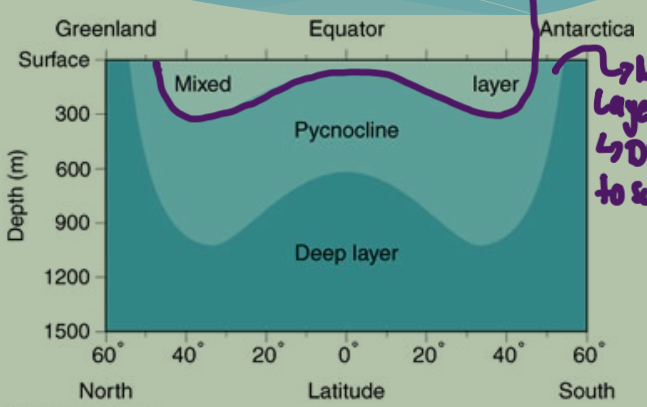 Greenland Equator Antarctica
Surface
Mixed layer
300
Pycnocline
600
900
Deep layer
1200
1500
Depth (m)
60° 40° 20° 0° 20° 40° 60°
North Latitude South
to